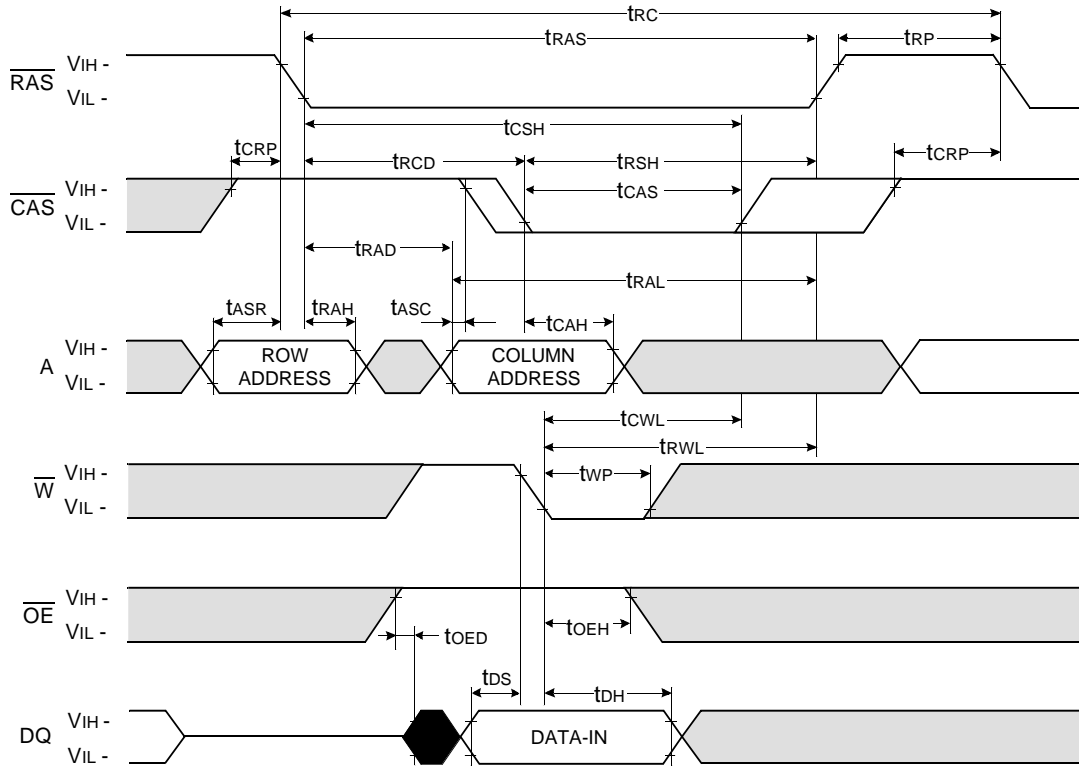 tRC
tRAS
tRP
RAS
VIH -
VIL -
tCSH
tCRP
tRCD
tRSH
tCRP
CAS
VIH -
VIL -
tCAS
tRAD
tRAL
tASR
tRAH
tASC
tCAH
A
VIH -
VIL -
ROW
ADDRESS
COLUMN
ADDRESS
tCWL
tRWL
W
VIH -
VIL -
tWP
OE
VIH -
VIL -
tOED
tOEH
tDS
tDH
DQ
VIH -
VIL -
DATA-IN